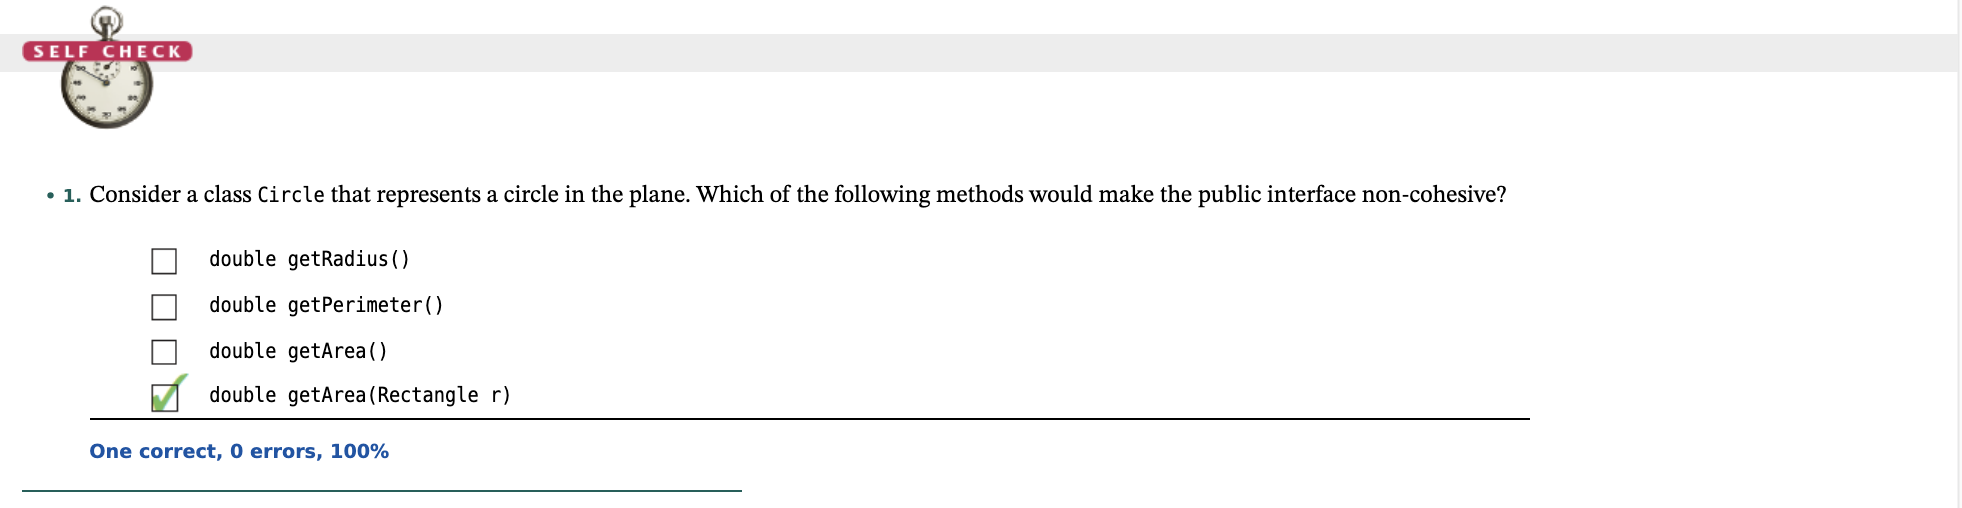 SELF CHECK
• 1. Consider a class Circle that represents a circle in the plane. Which of the following methods would make the public interface non-cohesive?
double getRadius()
double getPerimeter()
double getArea()
double getArea(Rectangle r)
One correct, 0 errors, 100%